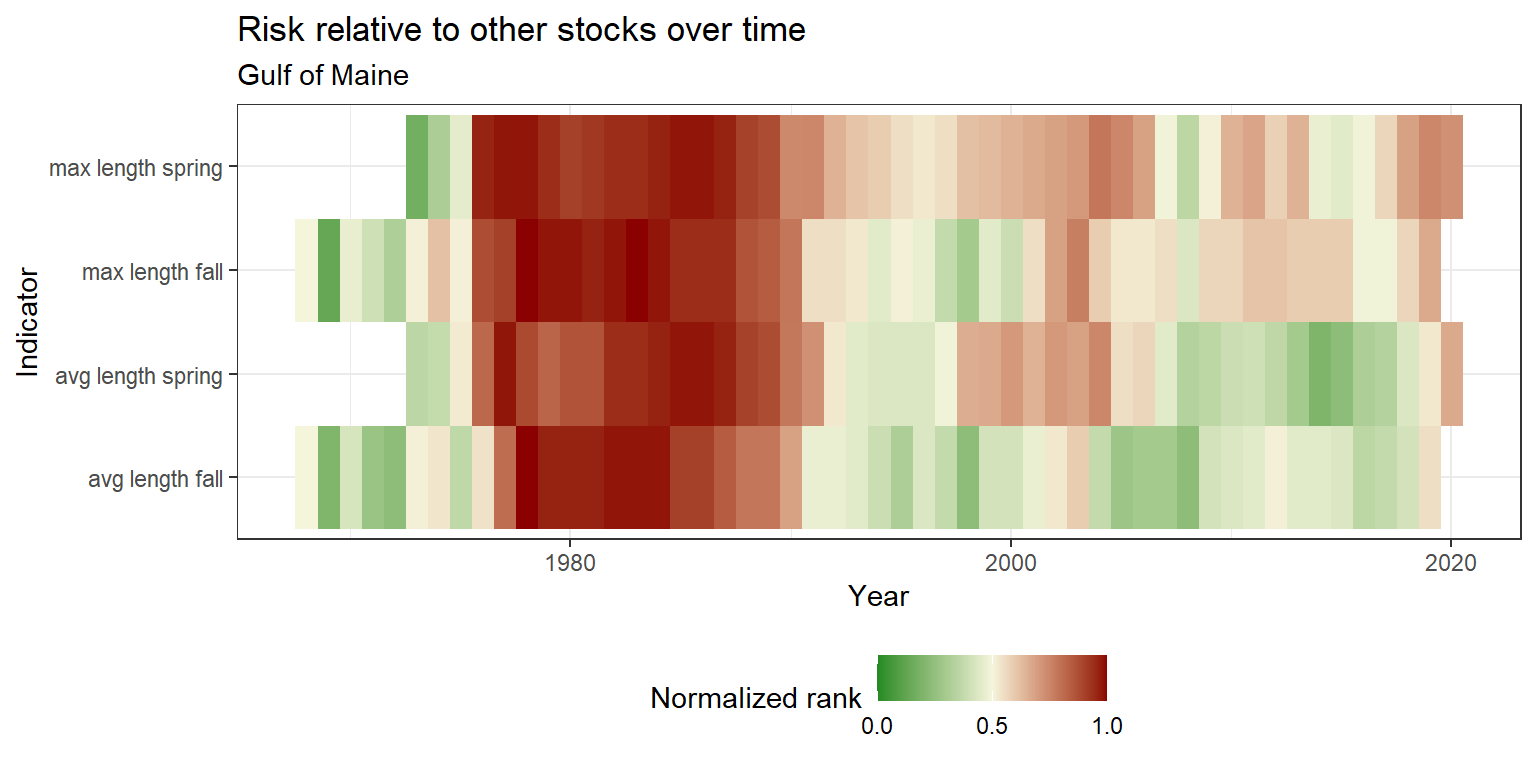 Risk relative to other stocks over time
Gulf of Maine
Indicator
max length spring
max length fall
avg length spring
avg length fall
1980 2000 2020
Year
Normalized rank
0.0 0.5 1.0